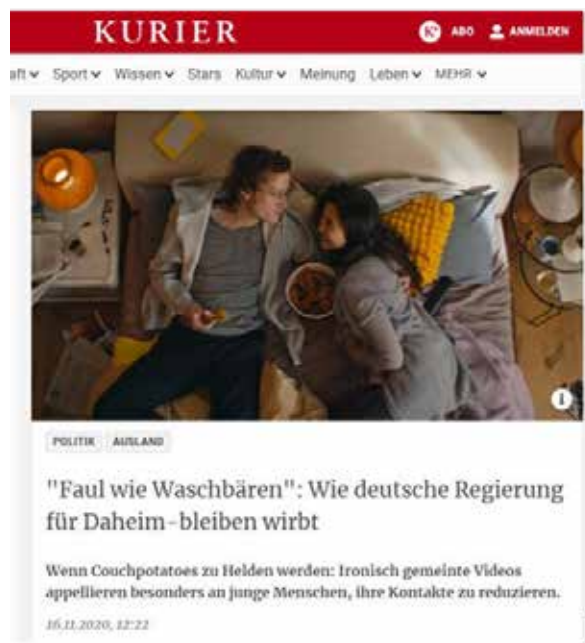 KURIER
K+ ABO ANMELDEN
aft Sport Wissen Stars Kultur Meinung Leben MEHR
i
POLITIK AUSLAND
"Faul wie Waschbären": Wie deutsche Regierung
für Daheim-bleiben wirbt
Wenn Couchpotatoes zu Helden werden: Ironisch gemeinte Videos
appellieren besonders an junge Menschen, ihre Kontakte zu reduzieren.
16.11.2020, 12:22